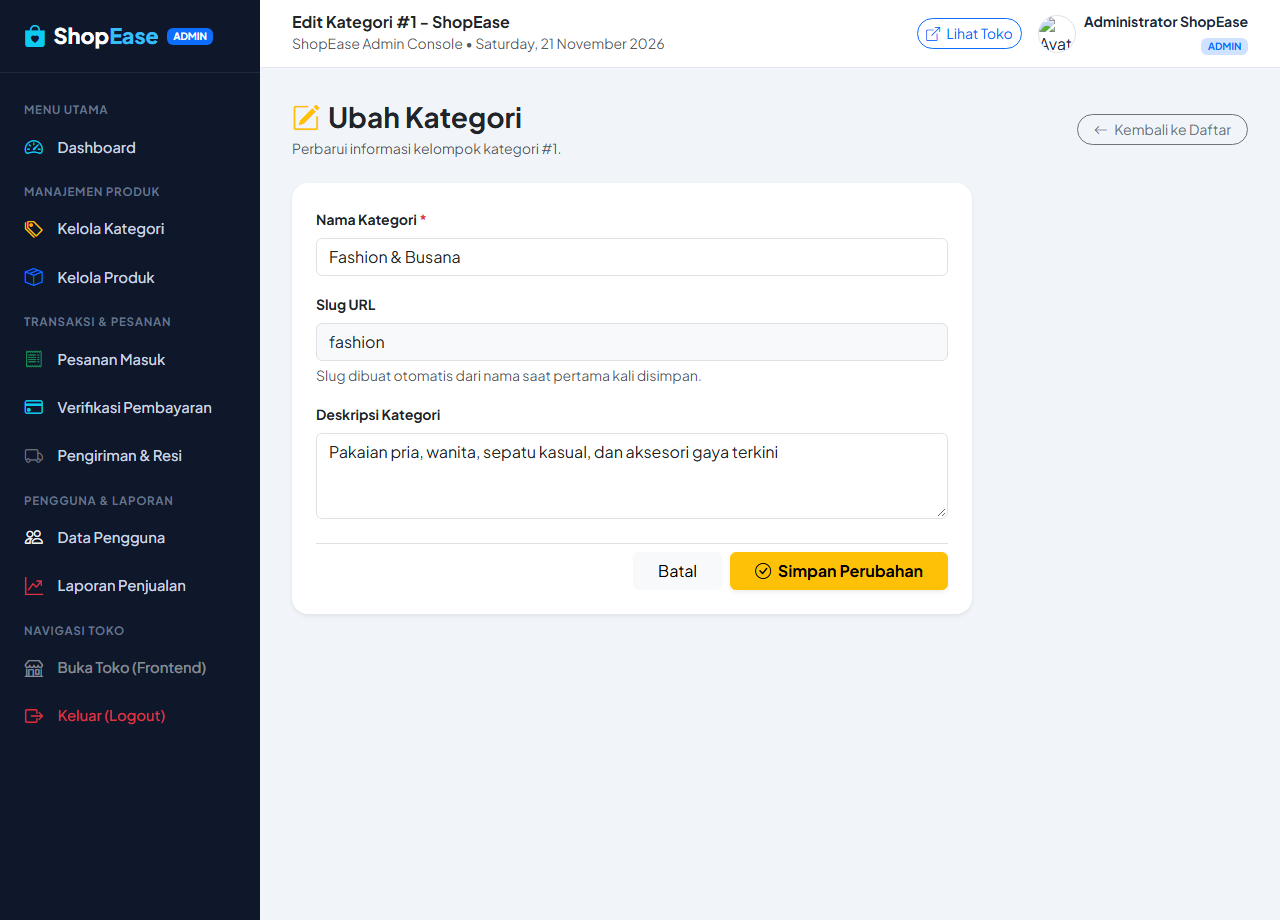 ShopEase ADMIN
MENU UTAMA
Dashboard
MANAJEMEN PRODUK
Kelola Kategori
Kelola Produk
TRANSAKSI & PESANAN
Pesanan Masuk
Verifikasi Pembayaran
Pengiriman & Resi
PENGGUNA & LAPORAN
Data Pengguna
Laporan Penjualan
NAVIGASI TOKO
Buka Toko (Frontend)
Keluar (Logout)
Edit Kategori #1 - ShopEase
ShopEase Admin Console • Saturday, 21 November 2026
Lihat Toko
Avat
Administrator ShopEase
ADMIN
Ubah Kategori
Perbarui informasi kelompok kategori #1.
Kembali ke Daftar
Nama Kategori *
Fashion & Busana
Slug URL
fashion
Slug dibuat otomatis dari nama saat pertama kali disimpan.
Deskripsi Kategori
Pakaian pria, wanita, sepatu kasual, dan aksesori gaya terkini
Batal
Simpan Perubahan